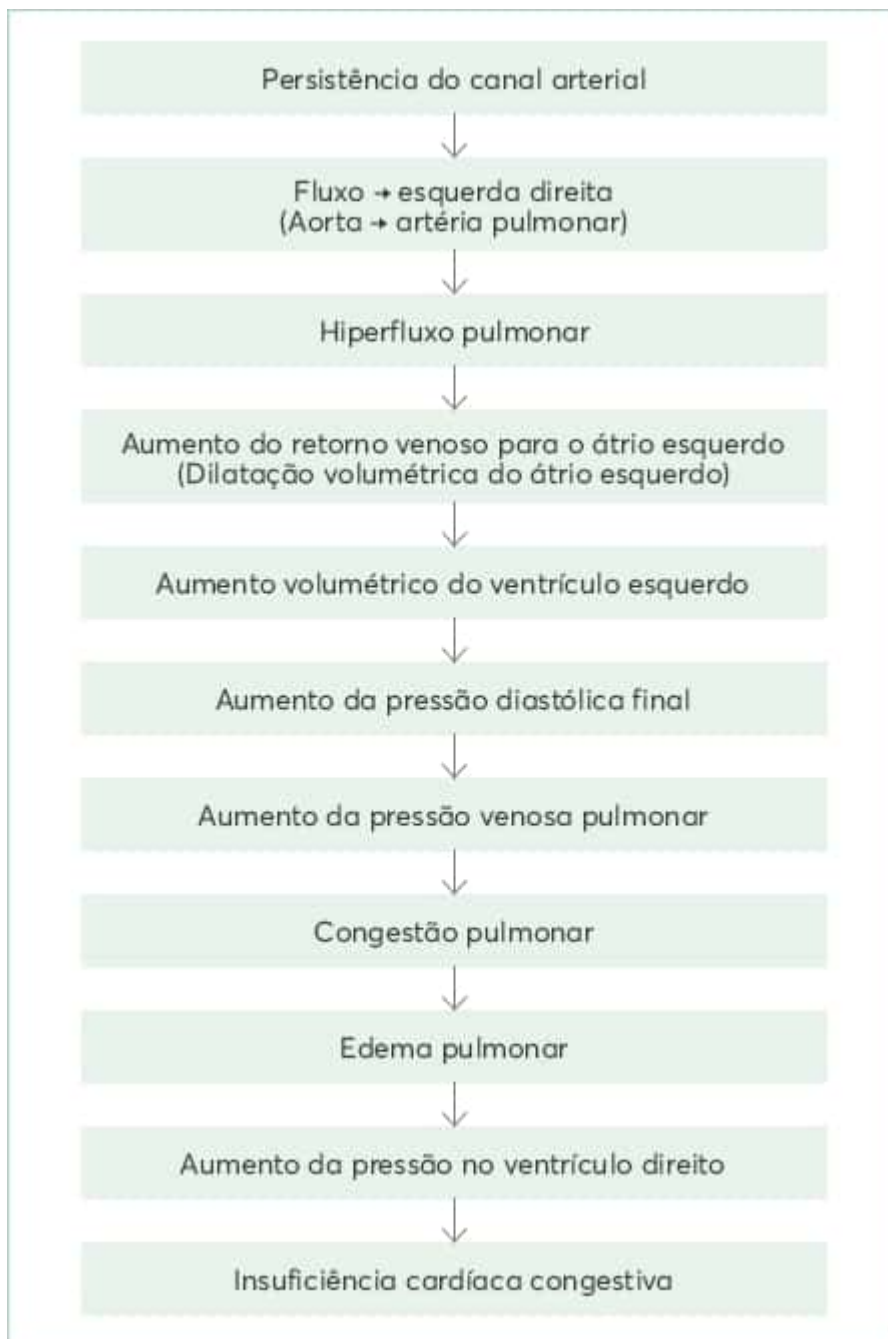 Persistência do canal arterial
Fluxo → esquerda direita
(Aorta → artéria pulmonar)
Hiperfluxo pulmonar
Aumento do retorno venoso para o átrio esquerdo
(Dilatação volumétrica do átrio esquerdo)
Aumento volumétrico do ventrículo esquerdo
Aumento da pressão diastólica final
Aumento da pressão venosa pulmonar
Congestão pulmonar
Edema pulmonar
Aumento da pressão no ventrículo direito
Insuficiência cardíaca congestiva